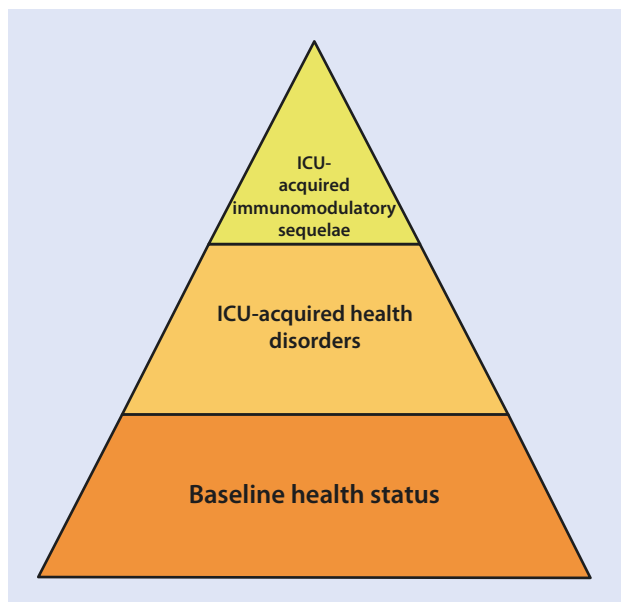 ICU-
acquired
immunomodulatory
sequelae
ICU-acquired health
disorders
Baseline health status